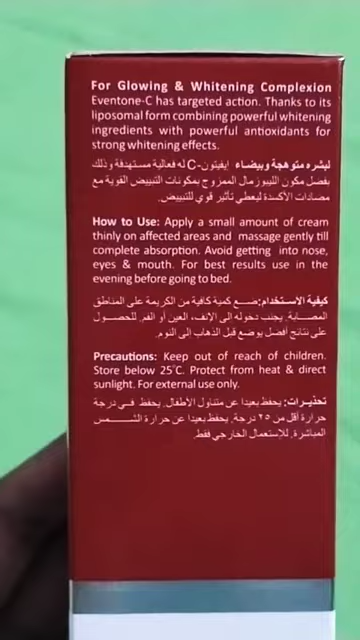 For Glowing & Whitening Complexion
Eventone-C has targeted action. Thanks to its
liposomal form combining powerful whitening
ingredients with powerful antioxidants for
strong whitening effects.
لبشره متوهجة وبيضاء ايفيتون-C له فعالية مستهدفة وذلك
بفضل مكون الليبوزمال الممزوج بمكونات التبييض القوية مع
مضادات الأكسدة ليعطي تأثير قوي للتبييض.
How to Use: Apply a small amount of cream
thinly on affected areas and massage gently till
complete absorption. Avoid getting into nose,
eyes & mouth. For best results use in the
evening before going to bed.
كيفية الاستخدام: ضع كمية كافية من الكريمة على المناطق
المصابة. يجنب دخوله إلى الانف، العين أو الفم. للحصول
على نتائج أفضل يوضع قبل الذهاب إلى النوم.
Precautions: Keep out of reach of children.
Store below 25°C. Protect from heat & direct
sunlight. For external use only.
تحذيرات: يحفظ بعيدا عن متناول الأطفال. يحفظ في درجة
حرارة أقل من ٢٥ درجة. يحفظ بعيدا عن حرارة الشمس
المباشرة. للإستعمال الخارجي فقط.